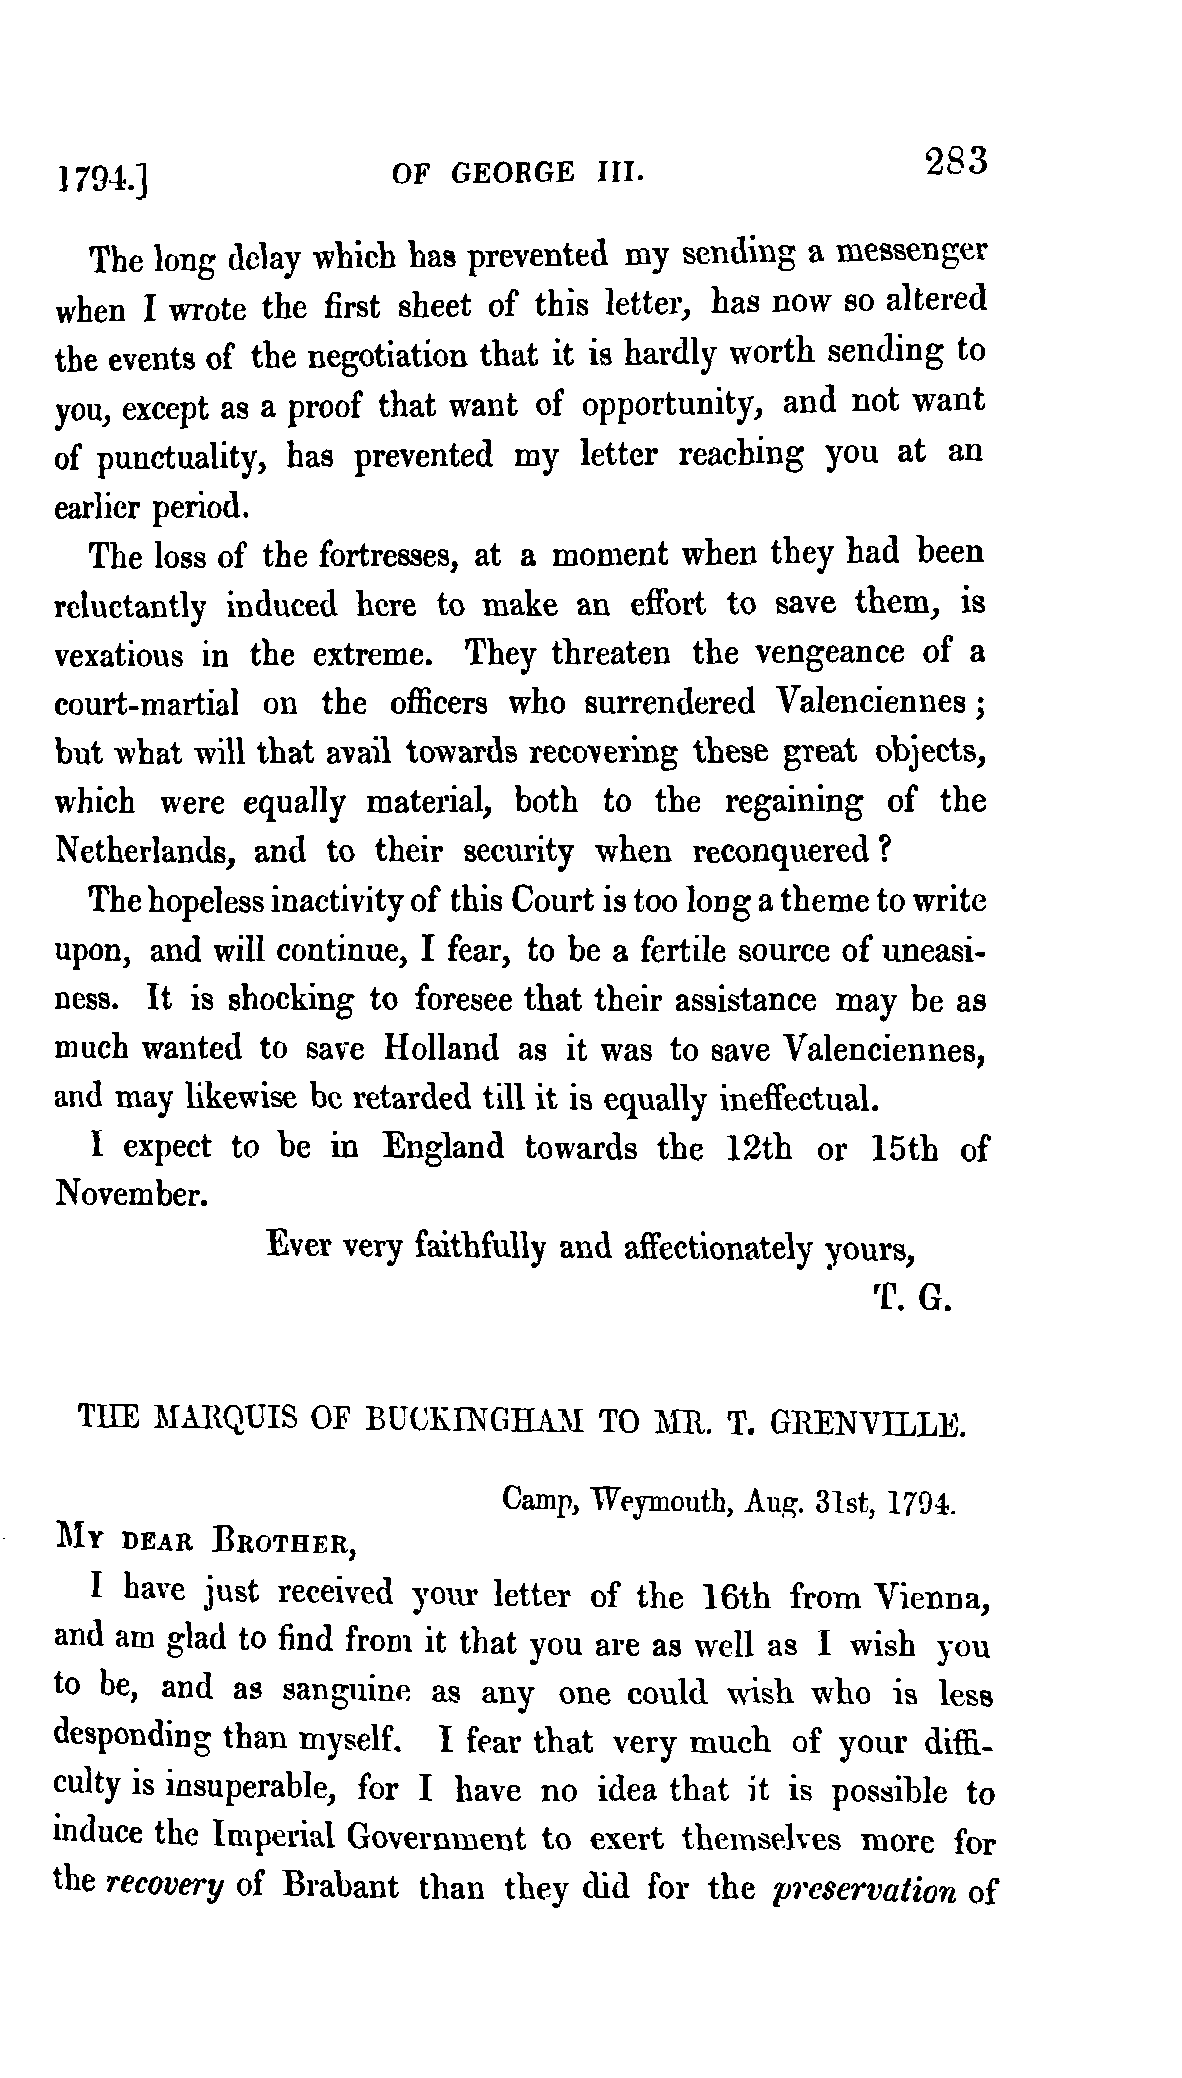 1794.] OF GEORGE III. 283
The long delay which has prevented my sending a messenger
when I wrote the first sheet of this letter, has now so altered
the events of the negotiation that it is hardly worth sending to
you, except as a proof that want of opportunity, and not want
of punctuality, has prevented my letter reaching you at an
earlier period.
The loss of the fortresses, at a moment when they had been
reluctantly induced here to make an effort to save them, is
vexatious in the extreme. They threaten the vengeance of a
court-martial on the officers who surrendered Valenciennes;
but what will that avail towards recovering these great objects,
which were equally material, both to the regaining of the
Netherlands, and to their security when reconquered?
The hopeless inactivity of this Court is too long a theme to write
upon, and will continue, I fear, to be a fertile source of uneasi-
ness. It is shocking to foresee that their assistance may be as
much wanted to save Holland as it was to save Valenciennes,
and may likewise be retarded till it is equally ineffectual.
I expect to be in England towards the 12th or 15th of
November.
Ever very faithfully and affectionately yours,
T. G.
THE MARQUIS OF BUCKINGHAM TO MR. T. GRENVILLE.
Camp, Weymouth, Aug. 31st, 1794.
MY DEAR BROTHER,
I have just received your letter of the 16th from Vienna,
and am glad to find from it that you are as well as I wish you
to be, and as sanguine as any one could wish who is less
desponding than myself. I fear that very much of your diffi-
culty is insuperable, for I have no idea that it is possible to
induce the Imperial Government to exert themselves more for
the recovery of Brabant than they did for the preservation of